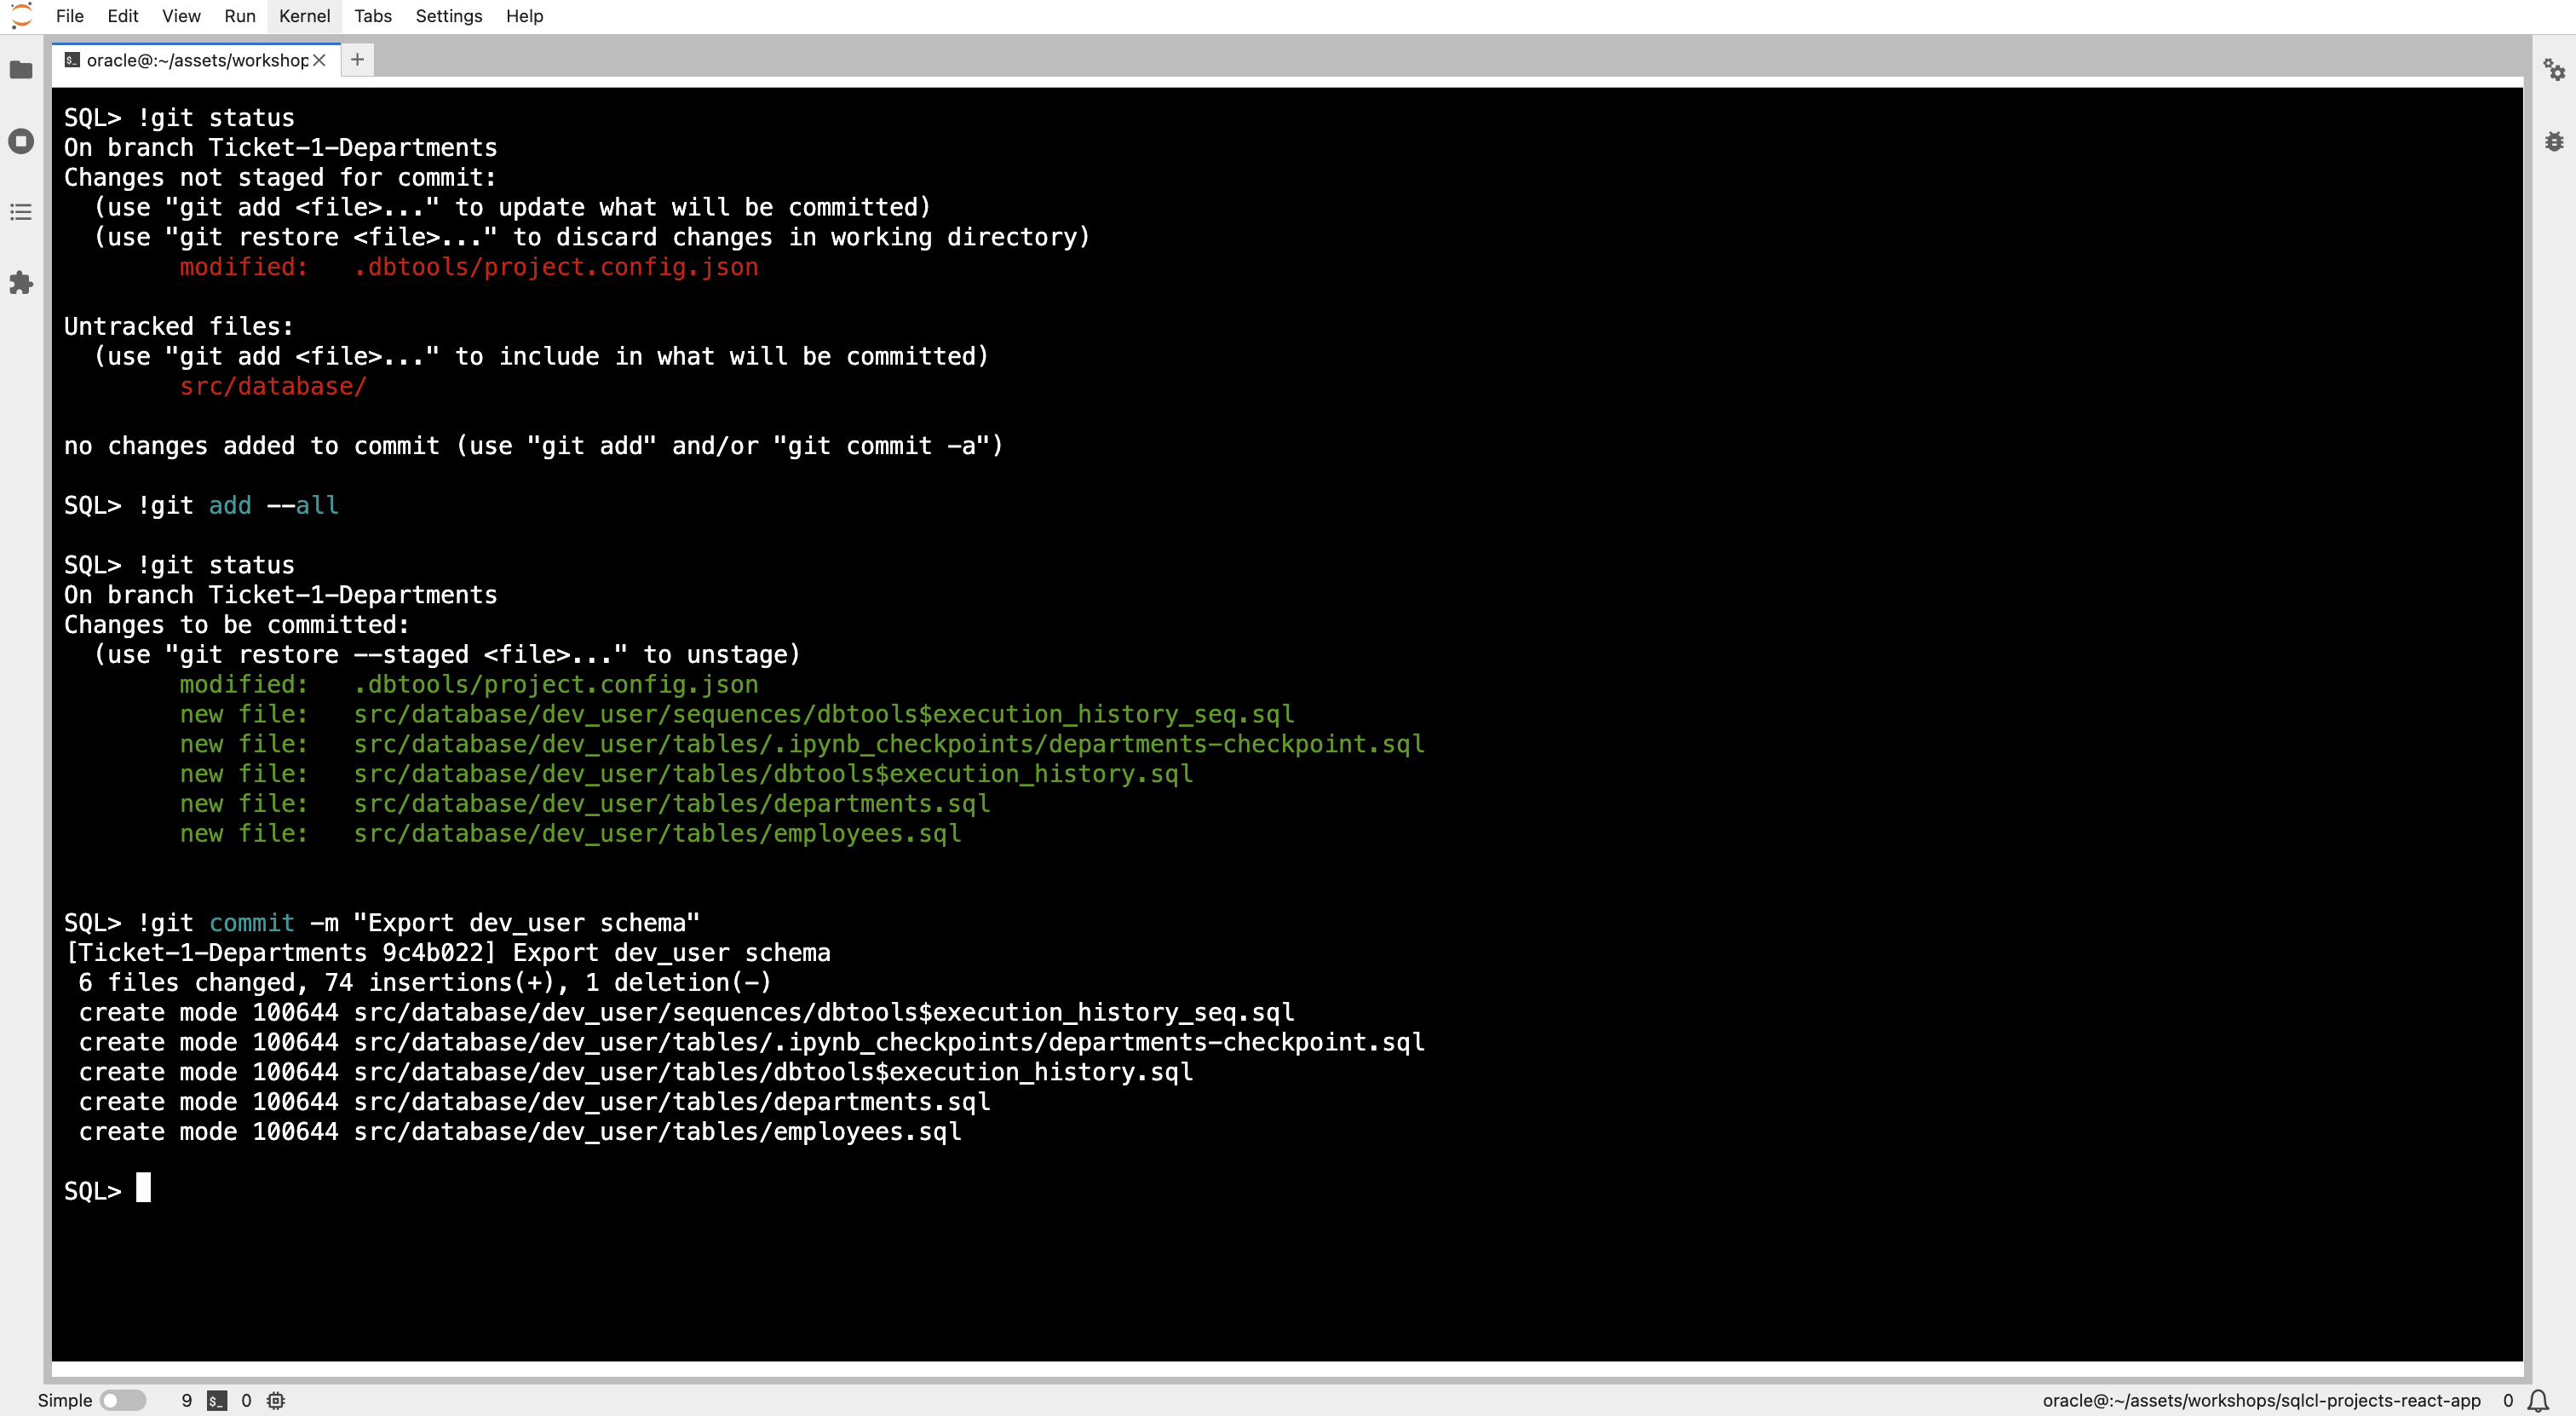 File Edit View Run Kernel Tabs Settings Help
oracle@:~/assets/workshop
SQL> !git status
On branch Ticket-1-Departments
Changes not staged for commit:
  (use "git add <file>..." to update what will be committed)
  (use "git restore <file>..." to discard changes in working directory)
        modified:   .dbtools/project.config.json
Untracked files:
  (use "git add <file>..." to include in what will be committed)
        src/database/
no changes added to commit (use "git add" and/or "git commit -a")
SQL> !git add --all
SQL> !git status
On branch Ticket-1-Departments
Changes to be committed:
  (use "git restore --staged <file>..." to unstage)
        modified:   .dbtools/project.config.json
        new file:   src/database/dev_user/sequences/dbtools$execution_history_seq.sql
        new file:   src/database/dev_user/tables/.ipynb_checkpoints/departments-checkpoint.sql
        new file:   src/database/dev_user/tables/dbtools$execution_history.sql
        new file:   src/database/dev_user/tables/departments.sql
        new file:   src/database/dev_user/tables/employees.sql
SQL> !git commit -m "Export dev_user schema"
[Ticket-1-Departments 9c4b022] Export dev_user schema
 6 files changed, 74 insertions(+), 1 deletion(-)
 create mode 100644 src/database/dev_user/sequences/dbtools$execution_history_seq.sql
 create mode 100644 src/database/dev_user/tables/.ipynb_checkpoints/departments-checkpoint.sql
 create mode 100644 src/database/dev_user/tables/dbtools$execution_history.sql
 create mode 100644 src/database/dev_user/tables/departments.sql
 create mode 100644 src/database/dev_user/tables/employees.sql
SQL>
Simple 9 $_ 0 oracle@:~/assets/workshops/sqlcl-projects-react-app 0